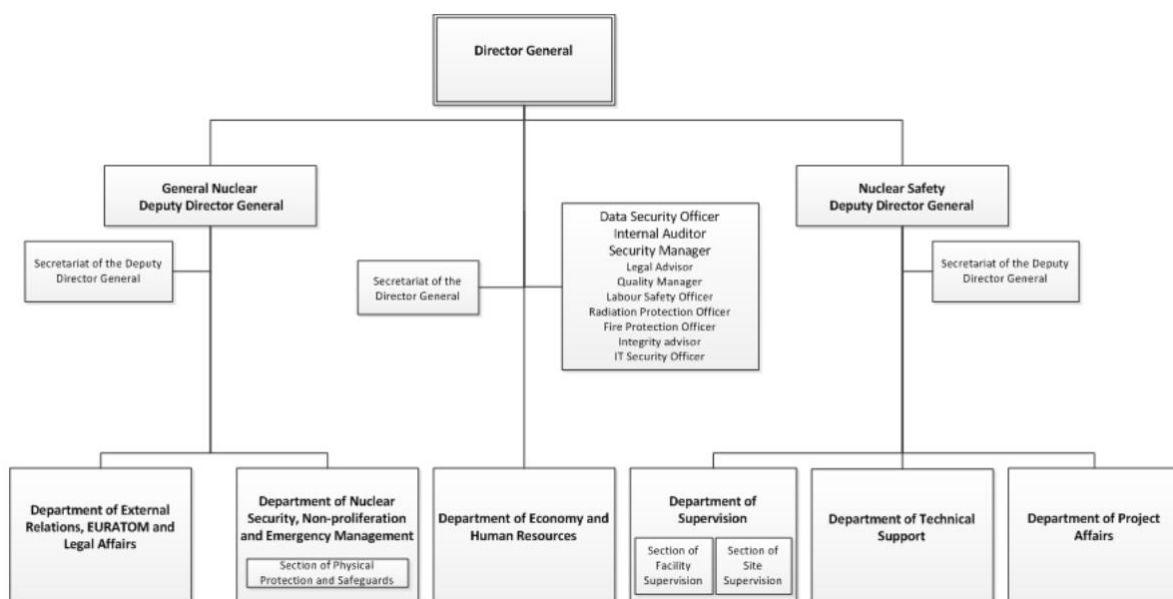 Director General
General Nuclear
Deputy Director General
Nuclear Safety
Deputy Director General
Secretariat of the Deputy
Director General
Secretariat of the
Director General
Data Security Officer
Internal Auditor
Security Manager
Legal Advisor
Quality Manager
Labour Safety Officer
Radiation Protection Officer
Fire Protection Officer
Integrity advisor
IT Security Officer
Secretariat of the Deputy
Director General
Department of External
Relations, EURATOM and
Legal Affairs
Department of Nuclear
Security, Non-proliferation
and Emergency Management
Section of Physical
Protection and Safeguards
Department of Economy and
Human Resources
Department of
Supervision
Section of
Facility
Supervision
Section of
Site
Supervision
Department of Technical
Support
Department of Project
Affairs